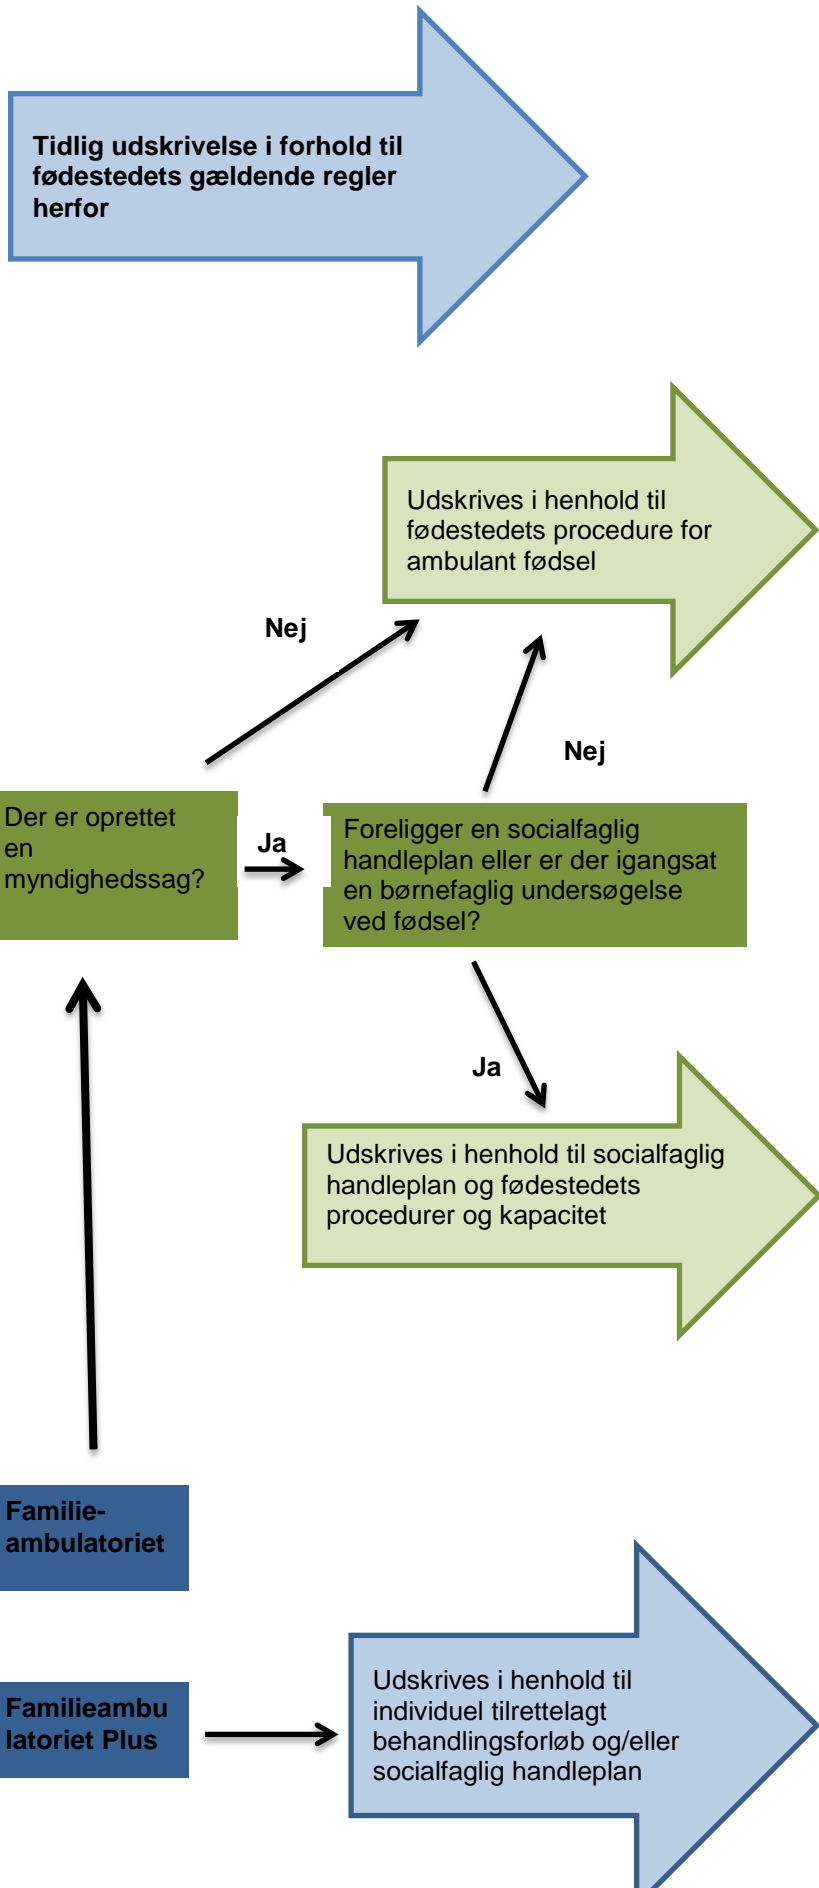 Tidlig udskrivelse i forhold til
fødestedets gældende regler
herfor
Udskrives i henhold til
fødestedets procedure for
ambulant fødsel
Nej
Nej
Der er oprettet
en
myndighedssag?
Ja
Foreligger en socialfaglig
handleplan eller er der igangsat
en børnefaglig undersøgelse
ved fødsel?
Ja
Udskrives i henhold til socialfaglig
handleplan og fødestedets
procedurer og kapacitet
Familie-
ambulatoriet
Udskrives i henhold til
individuel tilrettelagt
behandlingsforløb og/eller
socialfaglig handleplan
Familieambu
latoriet Plus